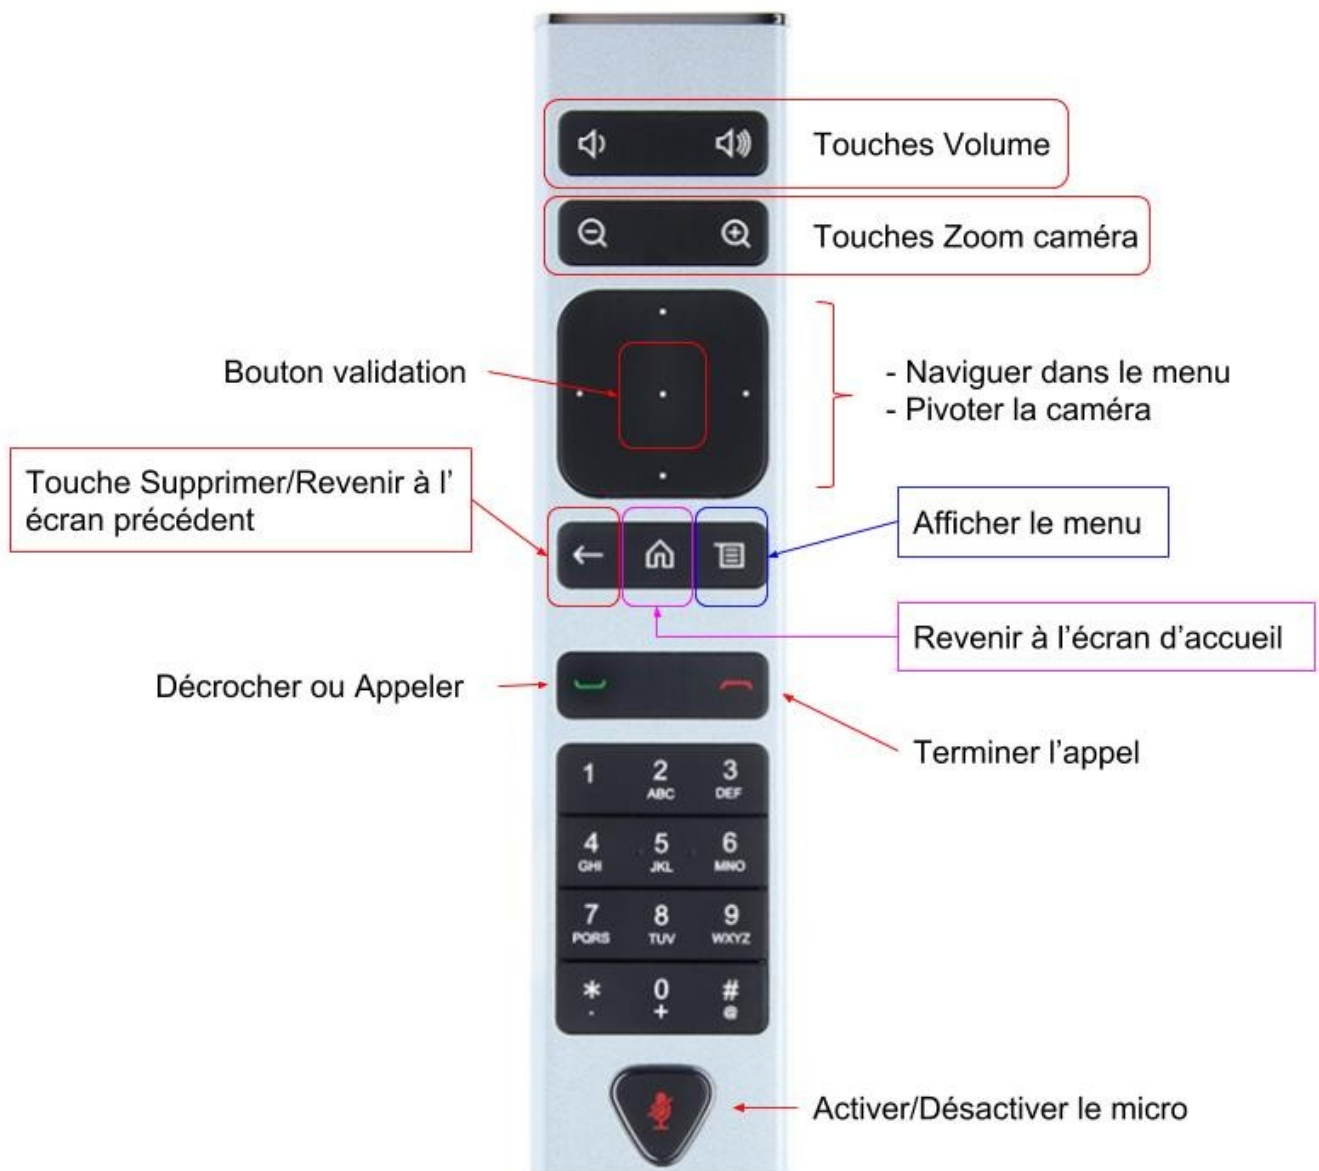 Touches Volume
Touches Zoom caméra
Bouton validation
- Naviguer dans le menu
- Pivoter la caméra
Touche Supprimer/Revenir à l’
écran précédent
Afficher le menu
Revenir à l’écran d’accueil
Décrocher ou Appeler
Terminer l’appel
1 2 3
ABC DEF
4 5 6
GHI JKL MNO
7 8 9
PQRS TUV WXYZ
* 0 #
. + @
Activer/Désactiver le micro